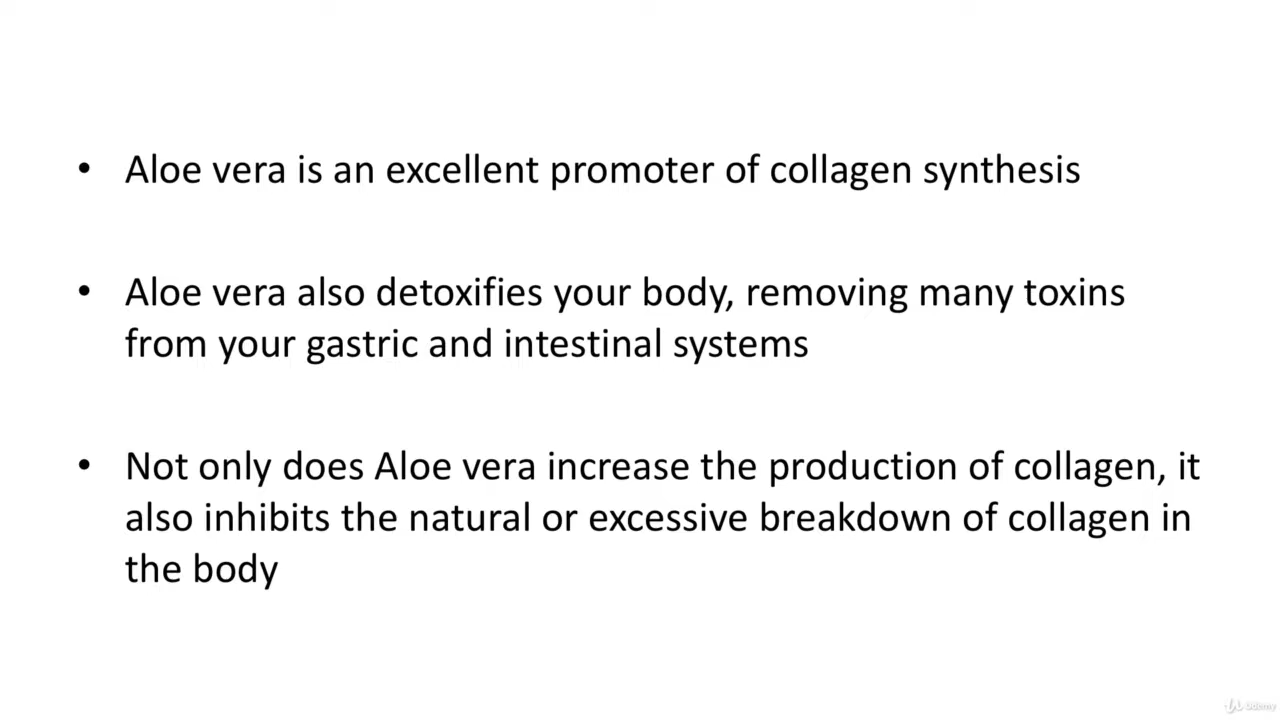 • Aloe vera is an excellent promoter of collagen synthesis
• Aloe vera also detoxifies your body, removing many toxins
from your gastric and intestinal systems
• Not only does Aloe vera increase the production of collagen, it
also inhibits the natural or excessive breakdown of collagen in
the body
Udemy